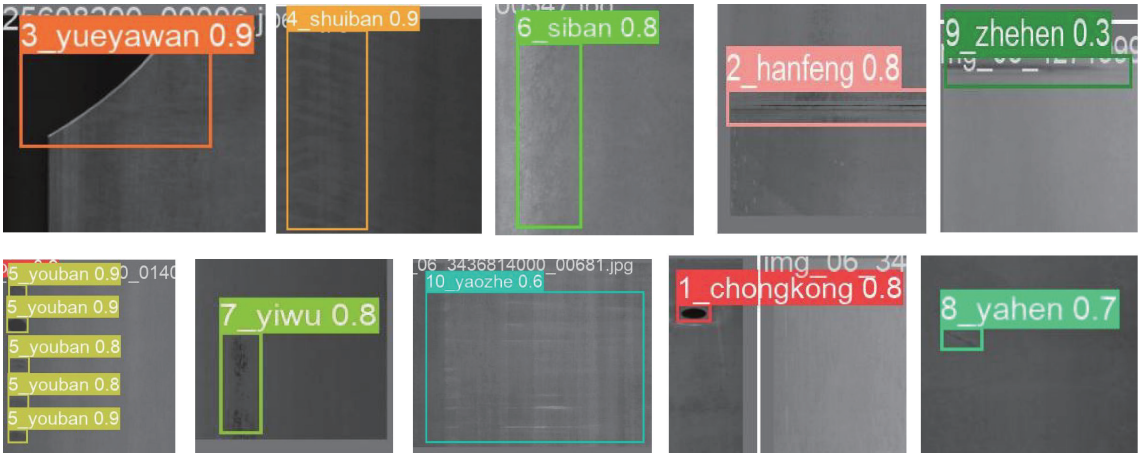 3_yueyawan 0.9
4_shuiban 0.9
6_siban 0.8
2_hanfeng 0.8
9_zhehen 0.3
5_youban 0.9
0_0140
5_youban 0.9
5_youban 0.8
5_youban 0.8
5_youban 0.9
7_yiwu 0.8
_06_3436814000_00681.jpg
10_yaozhe 0.6
img_06_34
1_chongkong 0.8
8_yahen 0.7